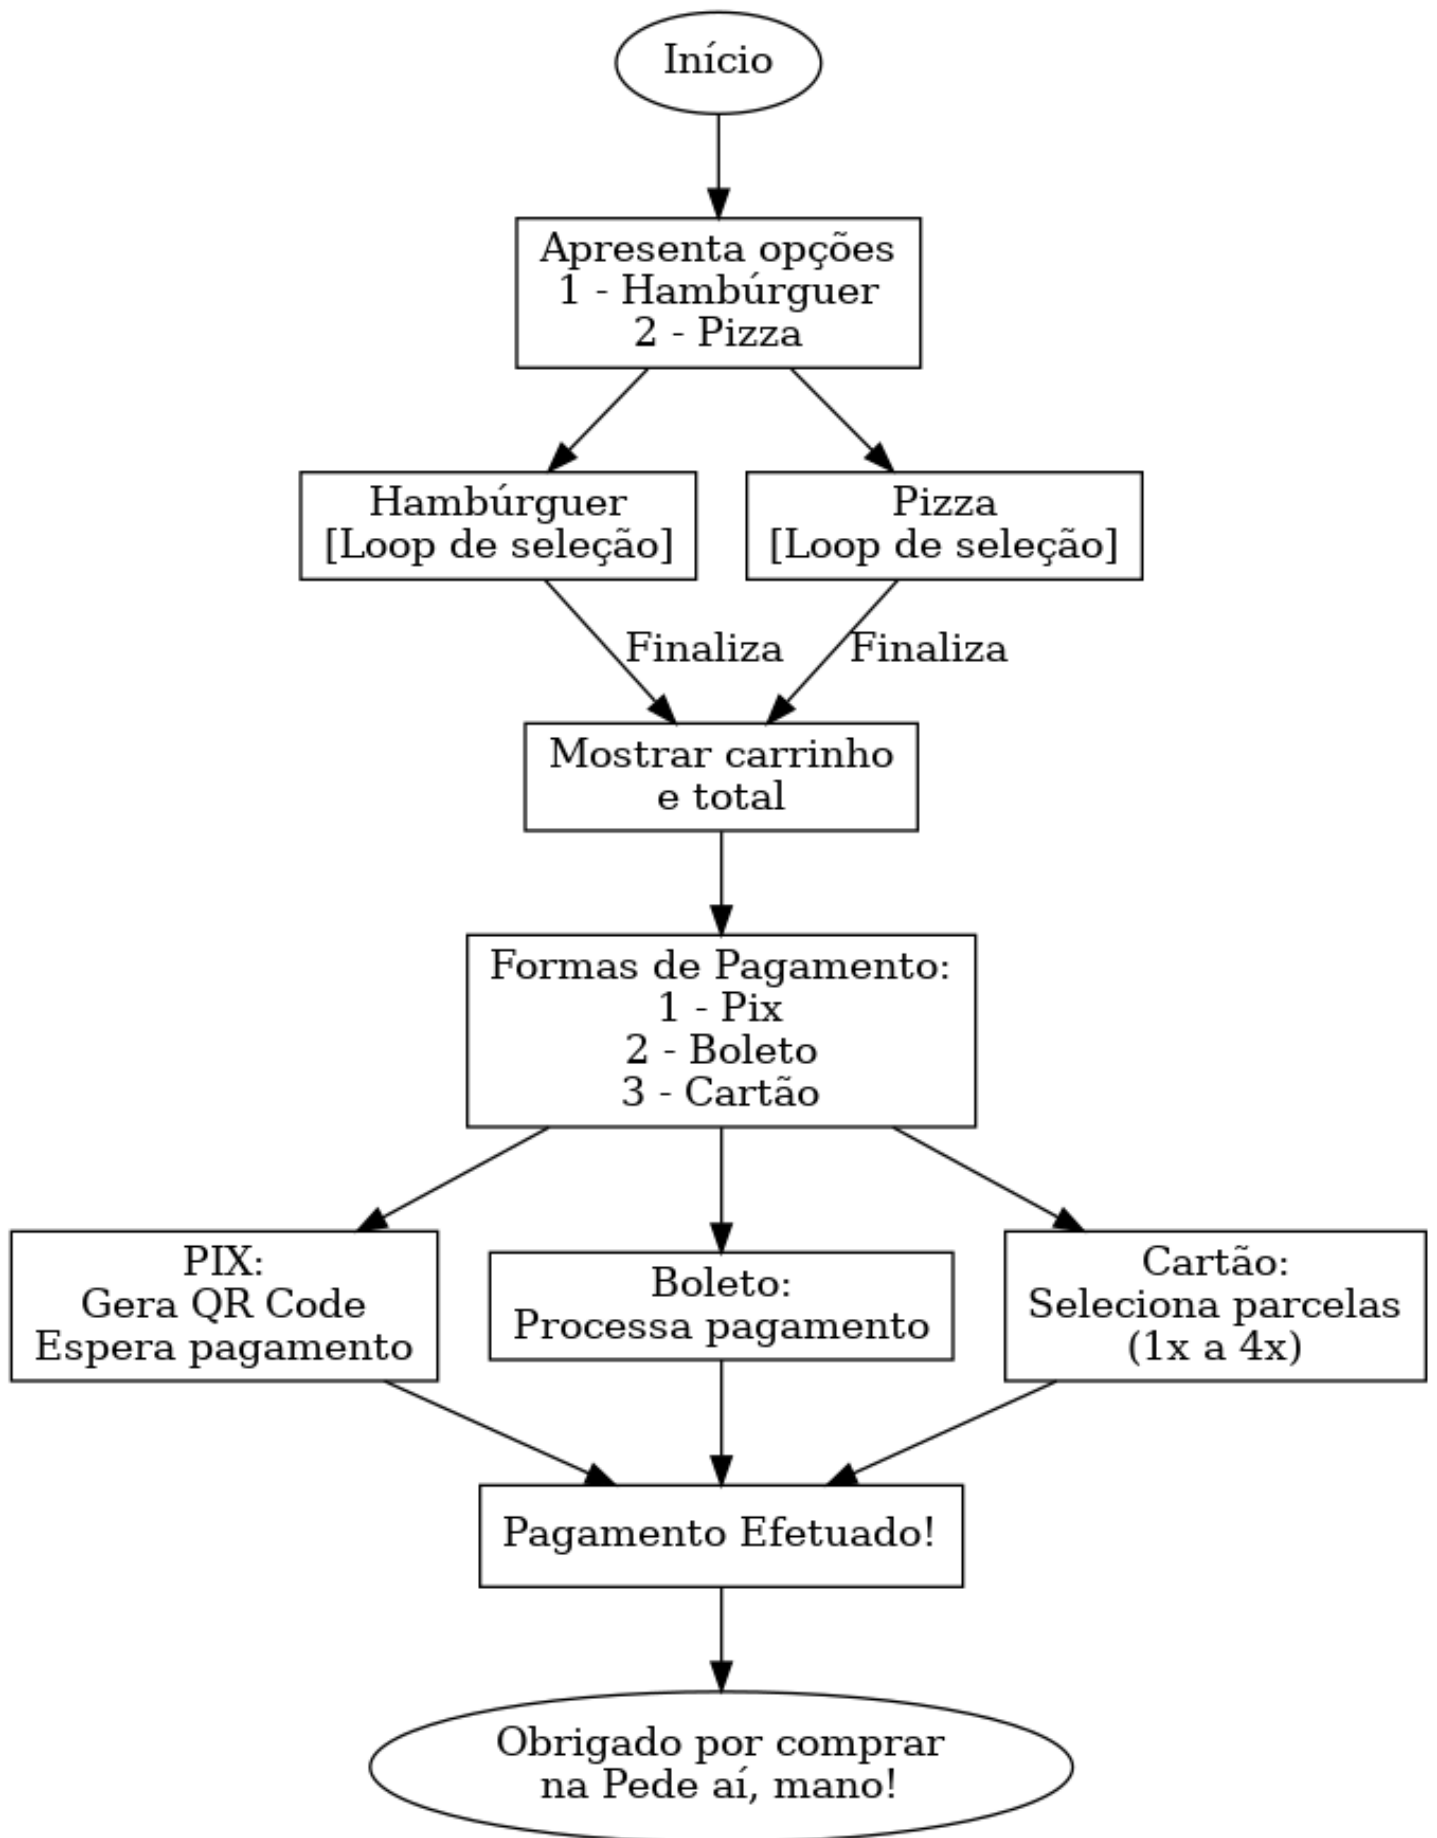 Início
Apresenta opções
1 - Hambúrguer
2 - Pizza
Hambúrguer
[Loop de seleção]
Pizza
[Loop de seleção]
Finaliza
Finaliza
Mostrar carrinho
e total
Formas de Pagamento:
1 - Pix
2 - Boleto
3 - Cartão
PIX:
Gera QR Code
Espera pagamento
Boleto:
Processa pagamento
Cartão:
Seleciona parcelas
(1x a 4x)
Pagamento Efetuado!
Obrigado por comprar
na Pede aí, mano!